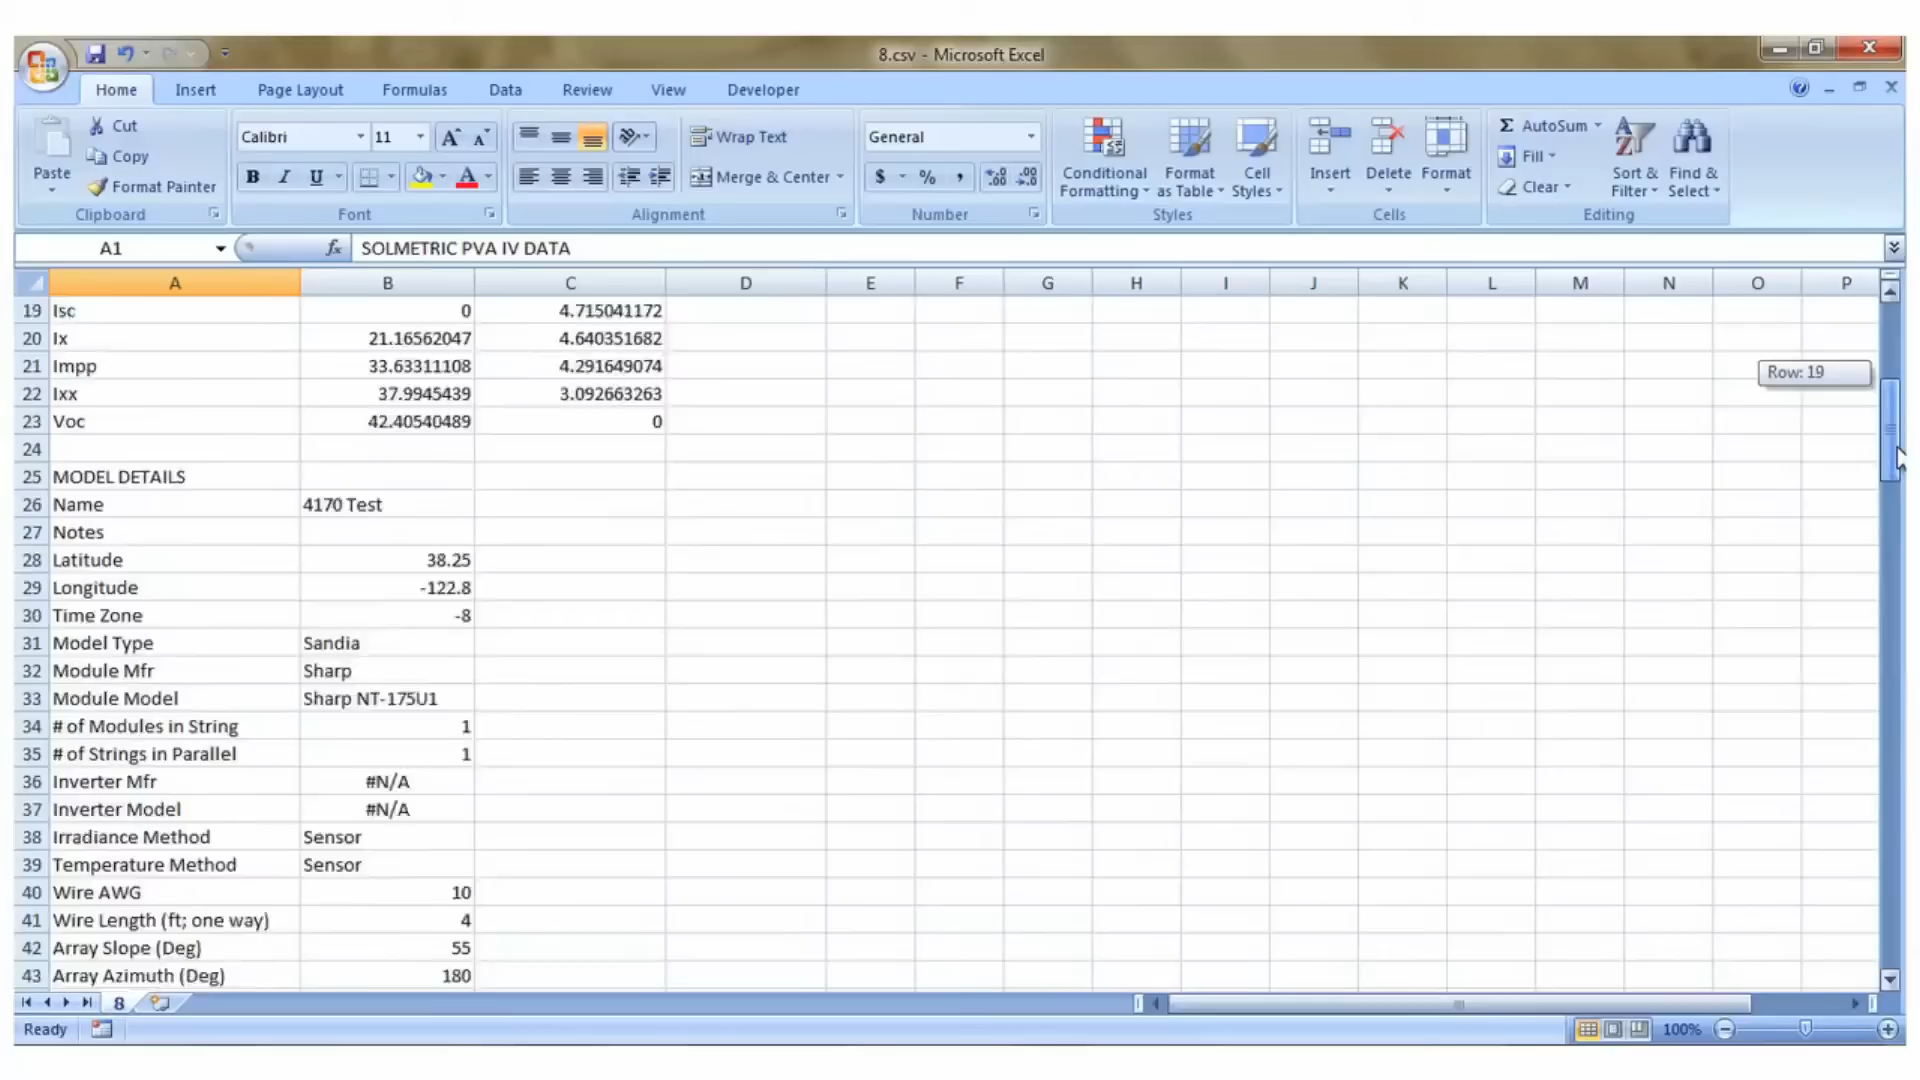 8.csv - Microsoft Excel
Home Insert Page Layout Formulas Data Review View Developer
Paste
Cut
Copy
Format Painter
Clipboard
Calibri 11
B I U
Font
Wrap Text
Merge & Center
Alignment
General
$ % ,
Number
Conditional Formatting
Format as Table
Cell Styles
Styles
Insert Delete Format
Cells
Σ AutoSum
Fill
Clear
Sort & Filter
Find & Select
Editing
A1 fx SOLMETRIC PVA IV DATA
A B C D E F G H I J K L M N O P
19 Isc 0 4.715041172
20 Ix 21.16562047 4.640351682
21 Impp 33.63311108 4.291649074
22 Ixx 37.9945439 3.092663263
23 Voc 42.40540489 0
24
25 MODEL DETAILS
26 Name 4170 Test
27 Notes
28 Latitude 38.25
29 Longitude -122.8
30 Time Zone -8
31 Model Type Sandia
32 Module Mfr Sharp
33 Module Model Sharp NT-175U1
34 # of Modules in String 1
35 # of Strings in Parallel 1
36 Inverter Mfr #N/A
37 Inverter Model #N/A
38 Irradiance Method Sensor
39 Temperature Method Sensor
40 Wire AWG 10
41 Wire Length (ft; one way) 4
42 Array Slope (Deg) 55
43 Array Azimuth (Deg) 180
Row: 19
8
Ready
100%